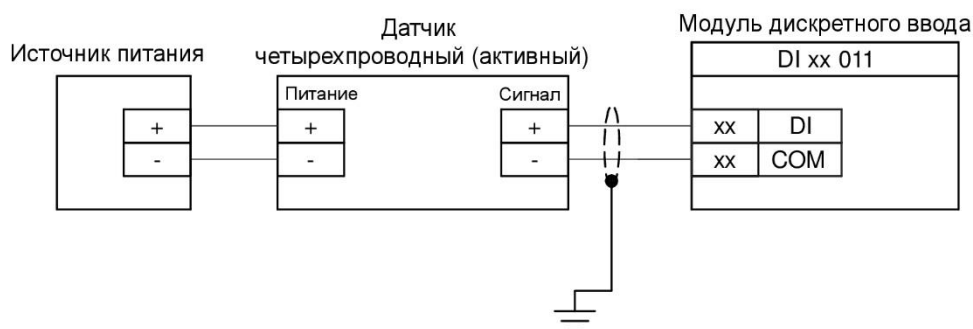 Источник питания
Датчик
четырехпроводный (активный)
Модуль дискретного ввода
DI xx 011
Питание
Сигнал
+
+
+
xx
DI
-
-
-
xx
COM